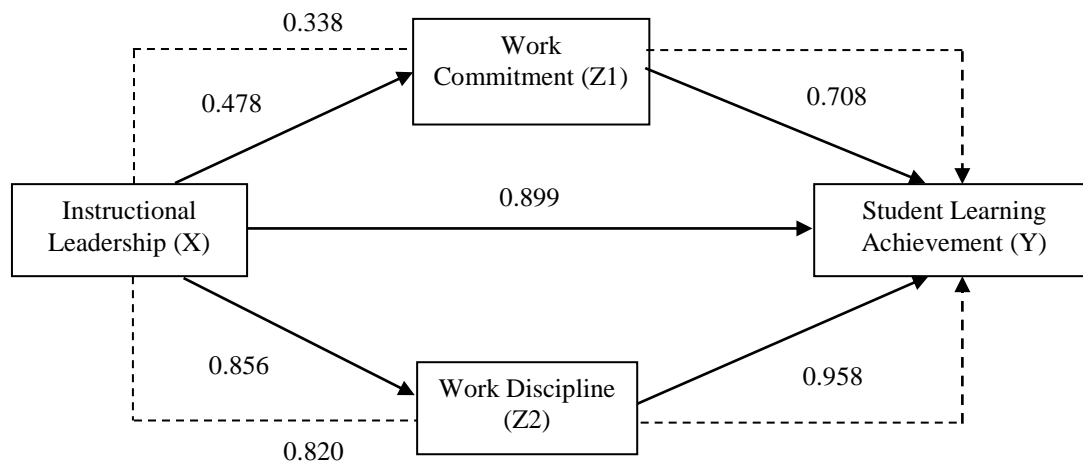 0.338
Work
Commitment (Z1)
0.478
0.708
Instructional
Leadership (X)
0.899
Student Learning
Achievement (Y)
0.856
Work Discipline
(Z2)
0.958
0.820